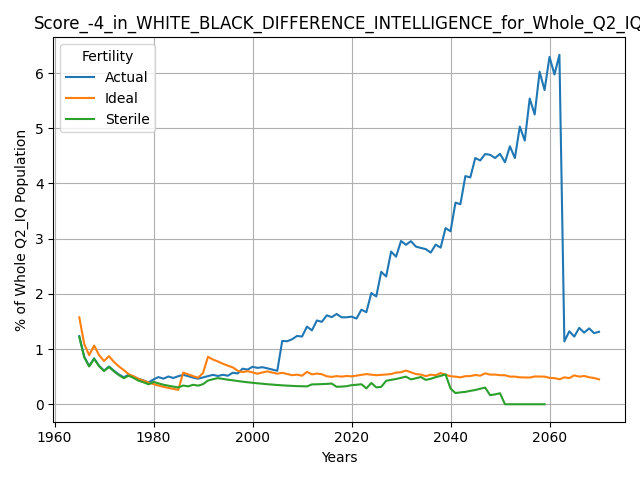 Score_-4_in_WHITE_BLACK_DIFFERENCE_INTELLIGENCE_for_Whole_Q2_IQ
Fertility
Actual
Ideal
Sterile
% of Whole Q2_IQ Population
6
5
4
3
2
1
0
1960
1980
2000
2020
2040
2060
Years